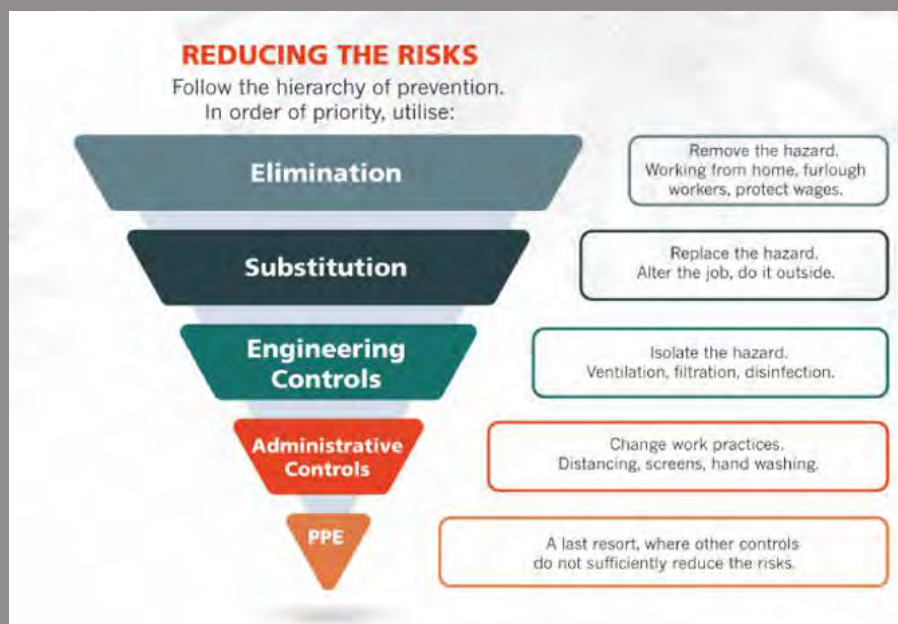 REDUCING THE RISKS
Follow the hierarchy of prevention.
In order of priority, utilise:
Elimination
Remove the hazard.
Working from home, furlough
workers, protect wages.
Substitution
Replace the hazard.
Alter the job, do it outside.
Engineering
Controls
Isolate the hazard.
Ventilation, filtration, disinfection.
Administrative
Controls
Change work practices.
Distancing, screens, hand washing.
PPE
A last resort, where other controls
do not sufficiently reduce the risks.